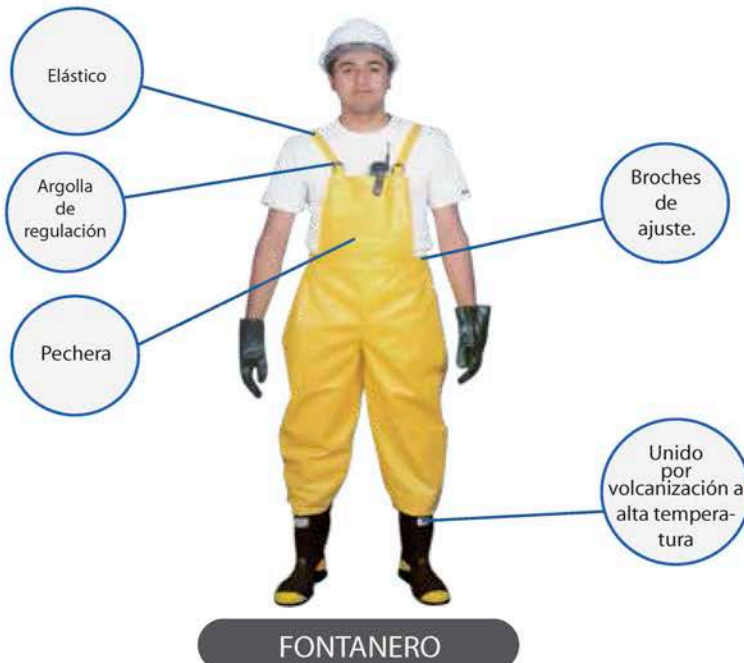 Elástico
Argolla
de
regulación
Pechera
Broches
de
ajuste.
Unido
por
volcanización a
alta tempera-
tura
FONTANERO